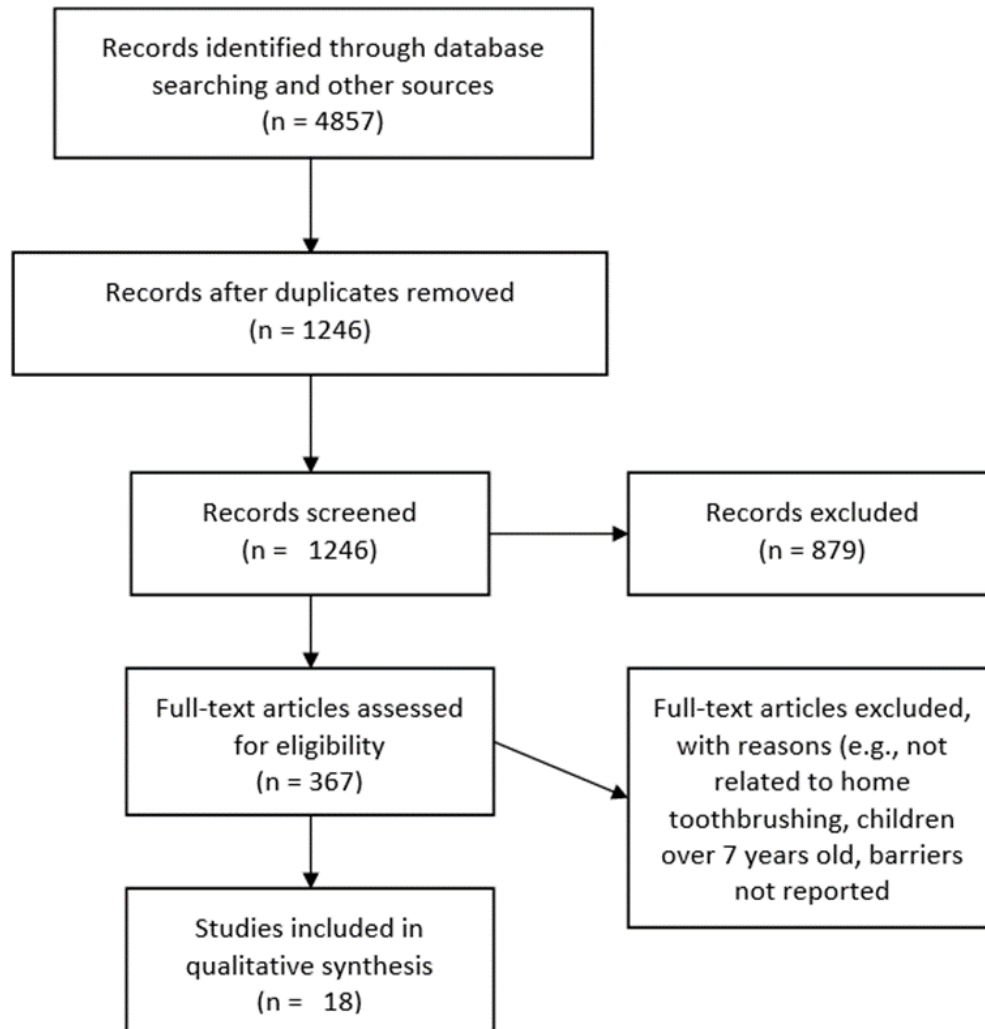 Records identified through database
searching and other sources
(n = 4857)
Records after duplicates removed
(n = 1246)
Records screened
(n =   1246)
Records excluded
(n = 879)
Full-text articles assessed
for eligibility
(n = 367)
Full-text articles excluded,
with reasons (e.g., not
related to home
toothbrushing, children
over 7 years old, barriers
not reported
Studies included in
qualitative synthesis
(n =   18)